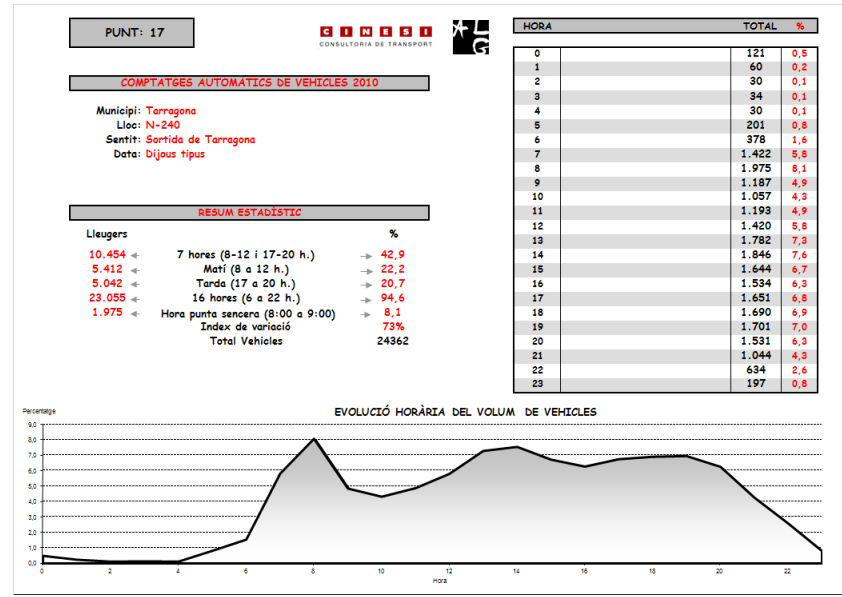 PUNT: 17
CINESI
CONSULTORIA DE TRANSPORT
ALG
COMPTATGES AUTOMÀTICS DE VEHICLES 2010
Municipi: Tarragona
Lloc: N-240
Sentit: Sortida de Tarragona
Data: Dijous tipus
RESUM ESTADÍSTIC
Lleugers %
10.454 7 hores (8-12 i 17-20 h.) 42,9
5.412 Matí (8 a 12 h.) 22,2
5.042 Tarda (17 a 20 h.) 20,7
23.055 16 hores (6 a 22 h.) 94,6
1.975 Hora punta sencera (8:00 a 9:00) 8,1
Index de variació 73%
Total Vehicles 24362
HORA TOTAL %
0 121 0,5
1 60 0,2
2 30 0,1
3 34 0,1
4 30 0,1
5 201 0,8
6 378 1,6
7 1.422 5,8
8 1.975 8,1
9 1.187 4,9
10 1.057 4,3
11 1.193 4,9
12 1.420 5,8
13 1.782 7,3
14 1.846 7,6
15 1.644 6,7
16 1.534 6,3
17 1.651 6,8
18 1.690 6,9
19 1.701 7,0
20 1.531 6,3
21 1.044 4,3
22 634 2,6
23 197 0,8
EVOLUCIÓ HORÀRIA DEL VOLUM DE VEHICLES
Percentatge
9,0
8,0
7,0
6,0
5,0
4,0
3,0
2,0
1,0
0,0
0 2 4 6 8 10 12 14 16 18 20 22
Hora